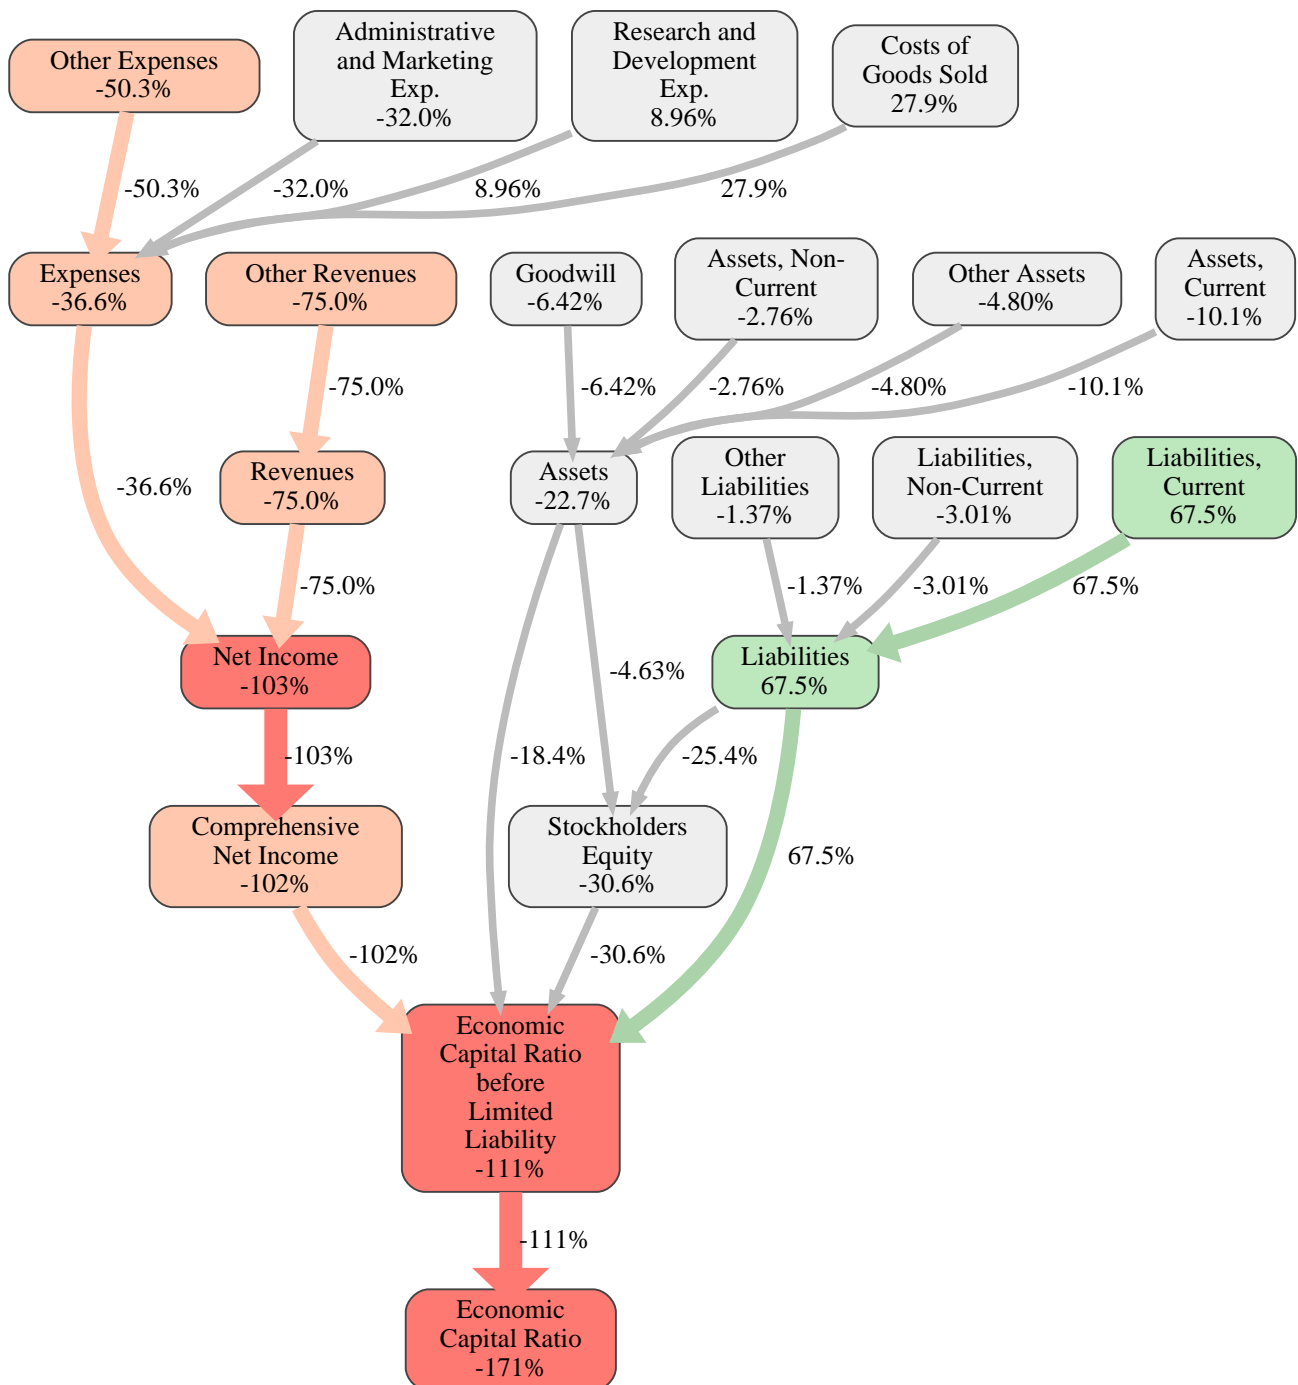 Other Expenses
-50.3%
Administrative
and Marketing
Exp.
-32.0%
Research and
Development
Exp.
8.96%
Costs of
Goods Sold
27.9%
-50.3%
-32.0%
8.96%
27.9%
Expenses
-36.6%
Other Revenues
-75.0%
Goodwill
-6.42%
Assets, Non-
Current
-2.76%
Other Assets
-4.80%
Assets,
Current
-10.1%
-75.0%
-6.42%
-2.76%
-4.80%
-10.1%
-36.6%
Revenues
-75.0%
Assets
-22.7%
Other
Liabilities
-1.37%
Liabilities,
Non-Current
-3.01%
Liabilities,
Current
67.5%
-75.0%
-1.37%
-3.01%
67.5%
Net Income
-103%
-4.63%
Liabilities
67.5%
-103%
-18.4%
-25.4%
Comprehensive
Net Income
-102%
Stockholders
Equity
-30.6%
67.5%
-102%
-30.6%
Economic
Capital Ratio
before
Limited
Liability
-111%
-111%
Economic
Capital Ratio
-171%